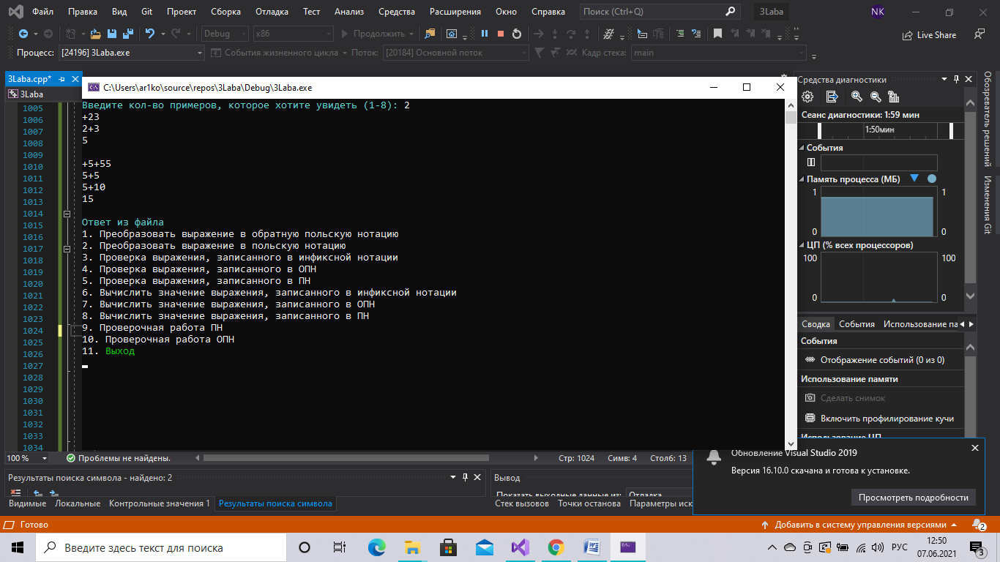 Файл Правка Вид Git Проект Сборка Отладка Тест Анализ Средства Расширения Окно Справка Поиск (Ctrl+Q) 3Laba NK
Debug x86 Продолжить Live Share
Процесс: [24196] 3Laba.exe События жизненного цикла Поток: [20184] Основной поток Кадр стека: main
3Laba.cpp*
3Laba
C:\Users\ar1ko\source\repos\3Laba\Debug\3Laba.exe
1005
1006
1007
1008
1009
1010
1011
1012
1013
1014
1015
1016
1017
1018
1019
1020
1021
1022
1023
1024
1025
1026
1027
1028
1029
1030
1031
1032
1033
1034
Введите кол-во примеров, которое хотите увидеть (1-8): 2
+23
2+3
5
+5+55
5+5
5+10
15
Ответ из файла
1. Преобразовать выражение в обратную польскую нотацию
2. Преобразовать выражение в польскую нотацию
3. Проверка выражения, записанного в инфиксной нотации
4. Проверка выражения, записанного в ОПН
5. Проверка выражения, записанного в ПН
6. Вычислить значение выражения, записанного в инфиксной нотации
7. Вычислить значение выражения, записанного в ОПН
8. Вычислить значение выражения, записанного в ПН
9. Проверочная работа ПН
10. Проверочная работа ОПН
11. Выход
Средства диагностики
Сеанс диагностики: 1:59 мин
1:50мин
События
Память процесса (МБ)
1 1
0 0
ЦП (% всех процессоров)
100 100
0 0
Сводка События Использование па
События
Отображение событий (0 из 0)
Использование памяти
Сделать снимок
Включить профилирование кучи
Использование ЦП
Обозреватель решений
Изменения Git
100 % Проблемы не найдены. Стр: 1024 Симв: 4 Столб: 13
Результаты поиска символа - найдено: 2
Вывод
Показать выходные данные из: Отладка
Видимые Локальные Контрольные значения 1 Результаты поиска символа
Стек вызовов Точки останова Параметры иск
Обновление Visual Studio 2019
Версия 16.10.0 скачана и готова к установке.
Просмотреть подробности
Готово Добавить в систему управления версиями 2
Введите здесь текст для поиска
РУС 12:50
07.06.2021
3